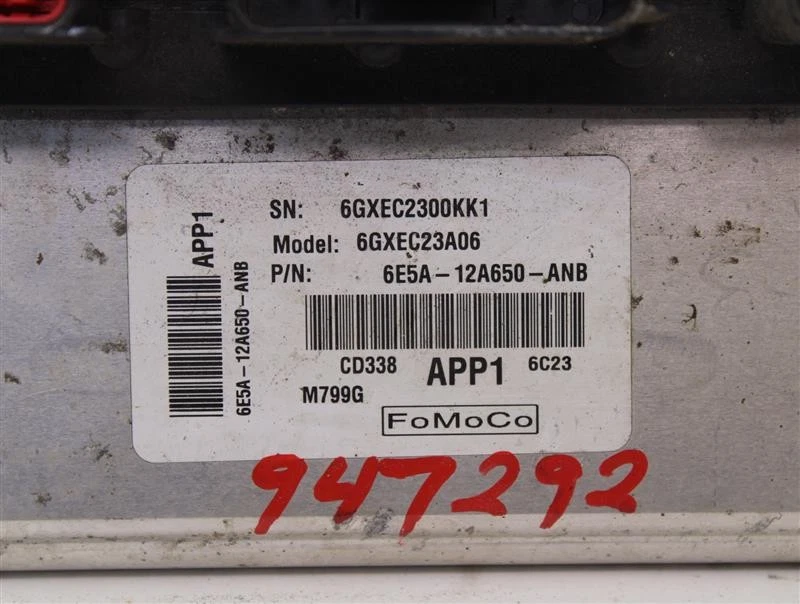 APP1
6E5A-12A650-ANB
SN: 6GXEC2300KK1
Model: 6GXEC23A06
P/N: 6E5A-12A650-ANB
CD338 APP1 6C23
M799G
FoMoCo
947292